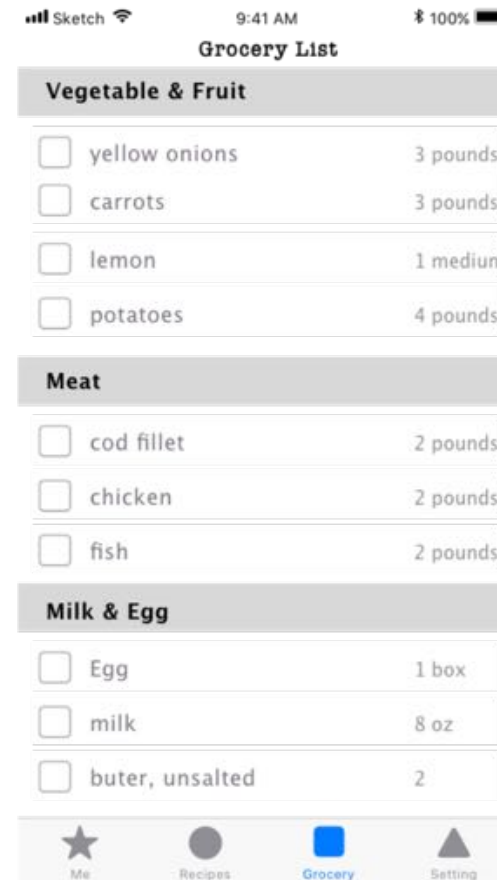 Sketch 9:41 AM 100%
Grocery List
Vegetable & Fruit
yellow onions 3 pounds
carrots 3 pounds
lemon 1 medium
potatoes 4 pounds
Meat
cod fillet 2 pounds
chicken 2 pounds
fish 2 pounds
Milk & Egg
Egg 1 box
milk 8 oz
buter, unsalted 2
Me Recipes Grocery Setting